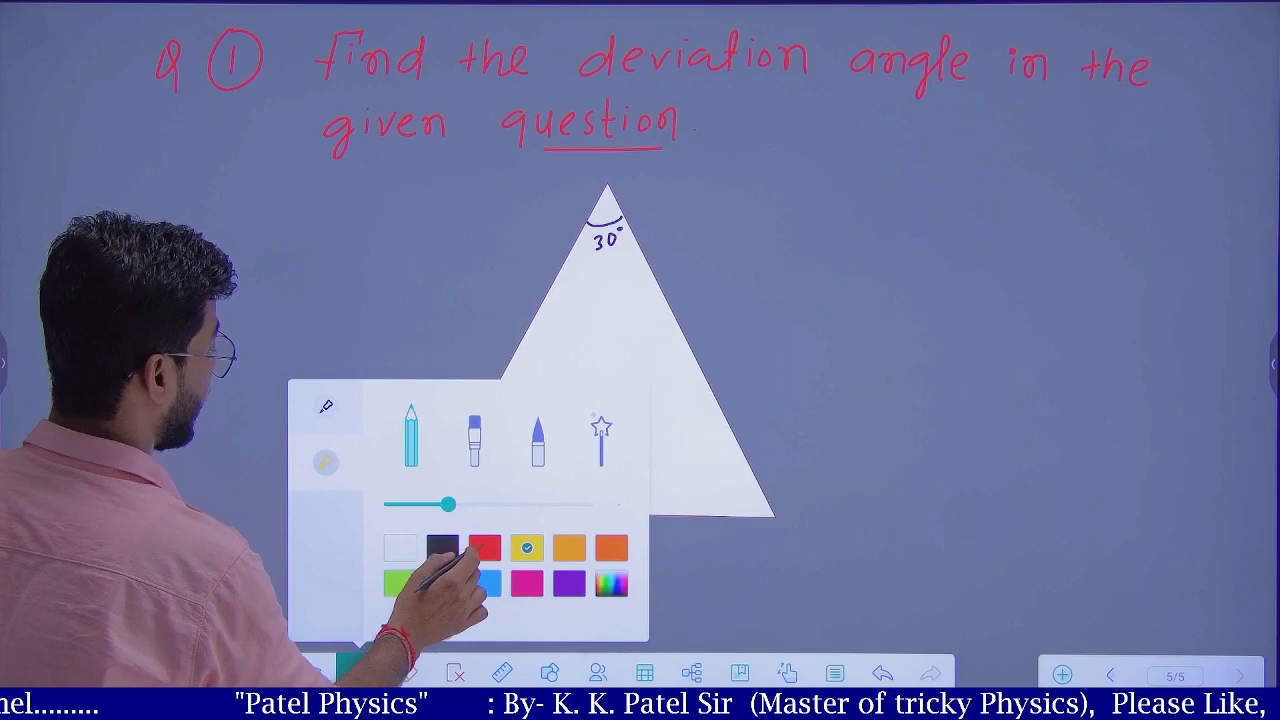 Q ① find the deviation angle in the
given question.
30°
5/5
nel......... "Patel Physics" : By- K. K. Patel Sir (Master of tricky Physics), Please Like,